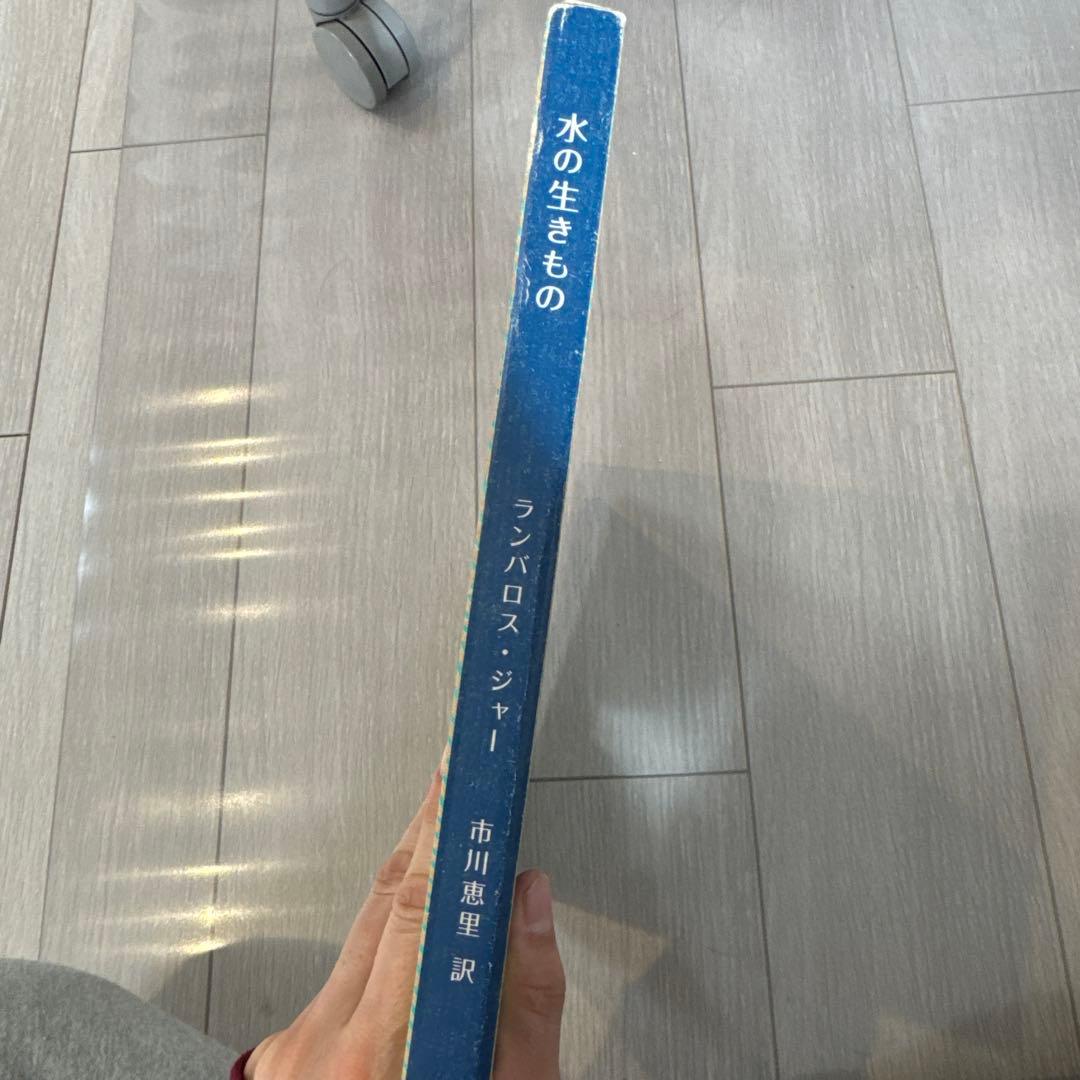 水の生きもの
ランバロス・ジャー
市川恵里 訳